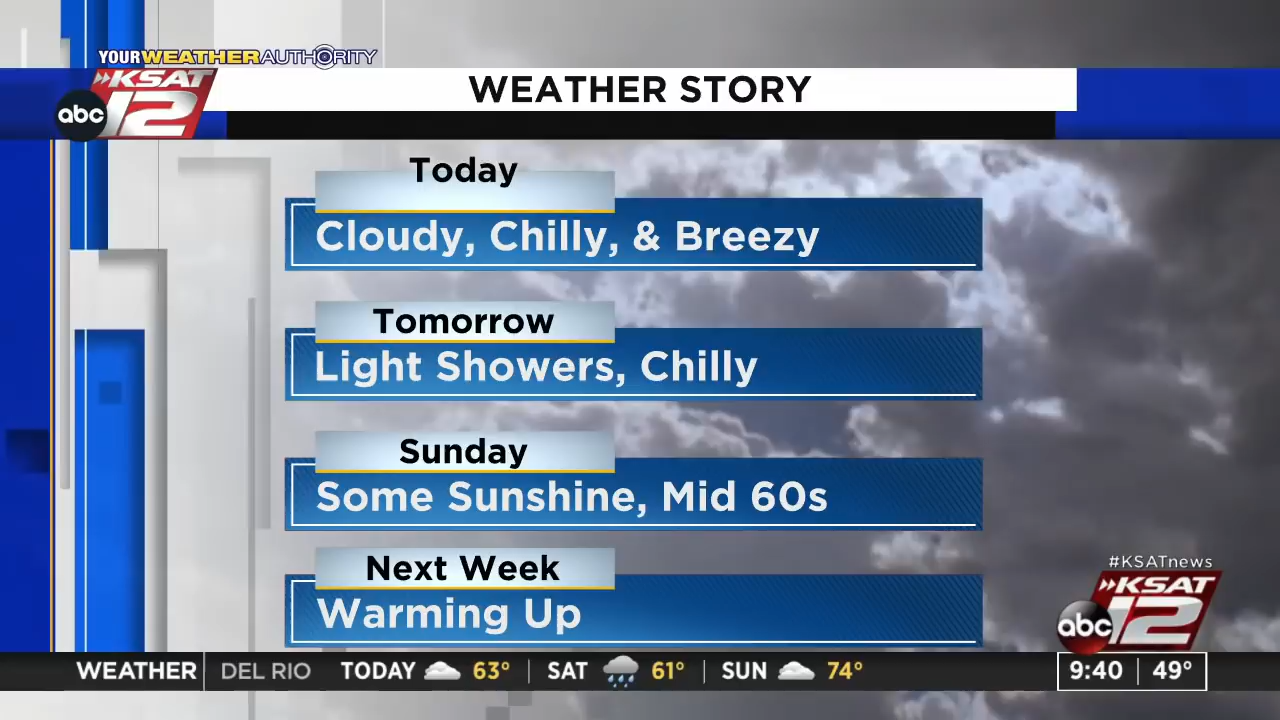 YOURWEATHERAUTHORITY
KSAT
abc 12
WEATHER STORY
Today
Cloudy, Chilly, & Breezy
Tomorrow
Light Showers, Chilly
Sunday
Some Sunshine, Mid 60s
Next Week
Warming Up
#KSATnews
KSAT
abc 12
WEATHER DEL RIO TODAY 63° SAT 61° SUN 74° 9:40 49°